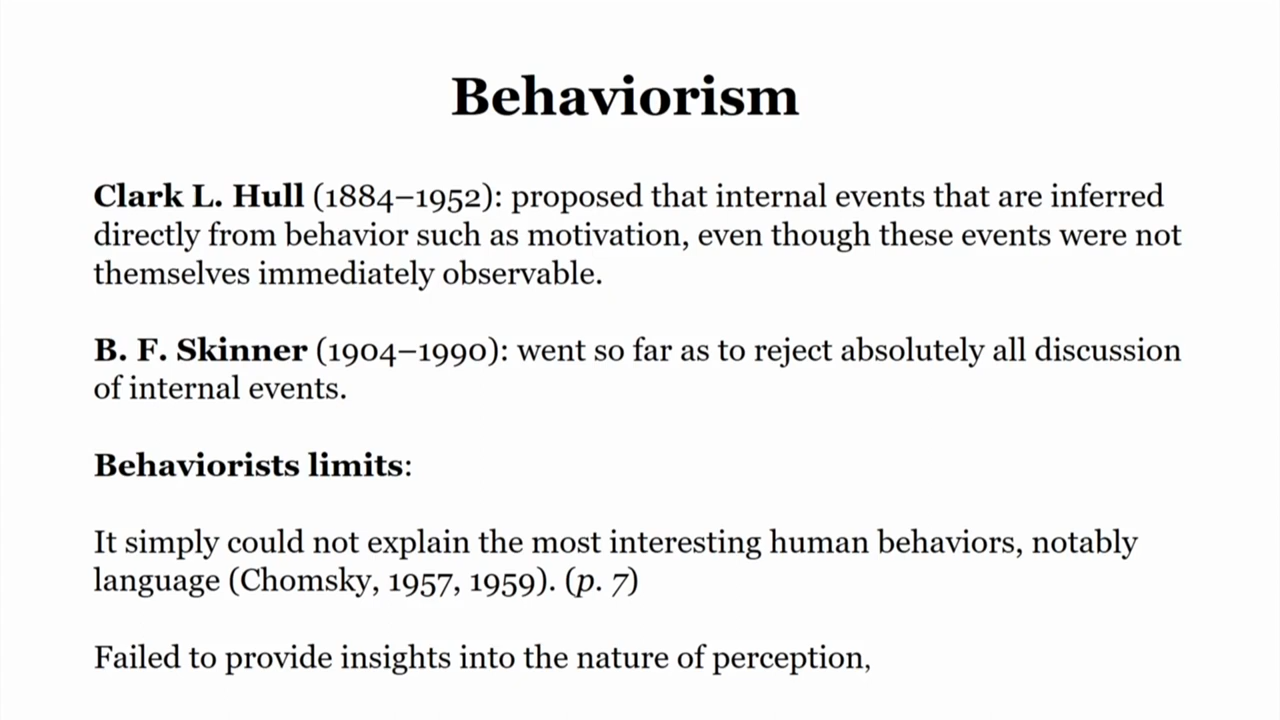 Behaviorism
Clark L. Hull (1884–1952): proposed that internal events that are inferred
directly from behavior such as motivation, even though these events were not
themselves immediately observable.
B. F. Skinner (1904–1990): went so far as to reject absolutely all discussion
of internal events.
Behaviorists limits:
It simply could not explain the most interesting human behaviors, notably
language (Chomsky, 1957, 1959). (p. 7)
Failed to provide insights into the nature of perception,